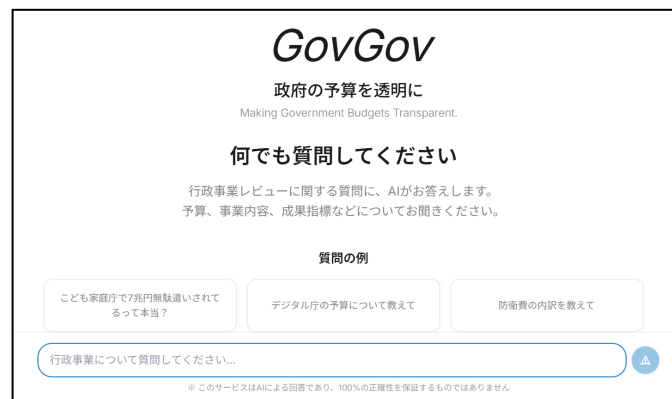 GovGov
政府の予算を透明に
Making Government Budgets Transparent.
何でも質問してください
行政事業レビューに関する質問に、AIがお答えします。
予算、事業内容、成果指標などについてお聞きください。
質問の例
こども家庭庁で7兆円無駄遣いされて
るって本当？
デジタル庁の予算について教えて
防衛費の内訳を教えて
行政事業について質問してください...
※ このサービスはAIによる回答であり、100%の正確性を保証するものではありません